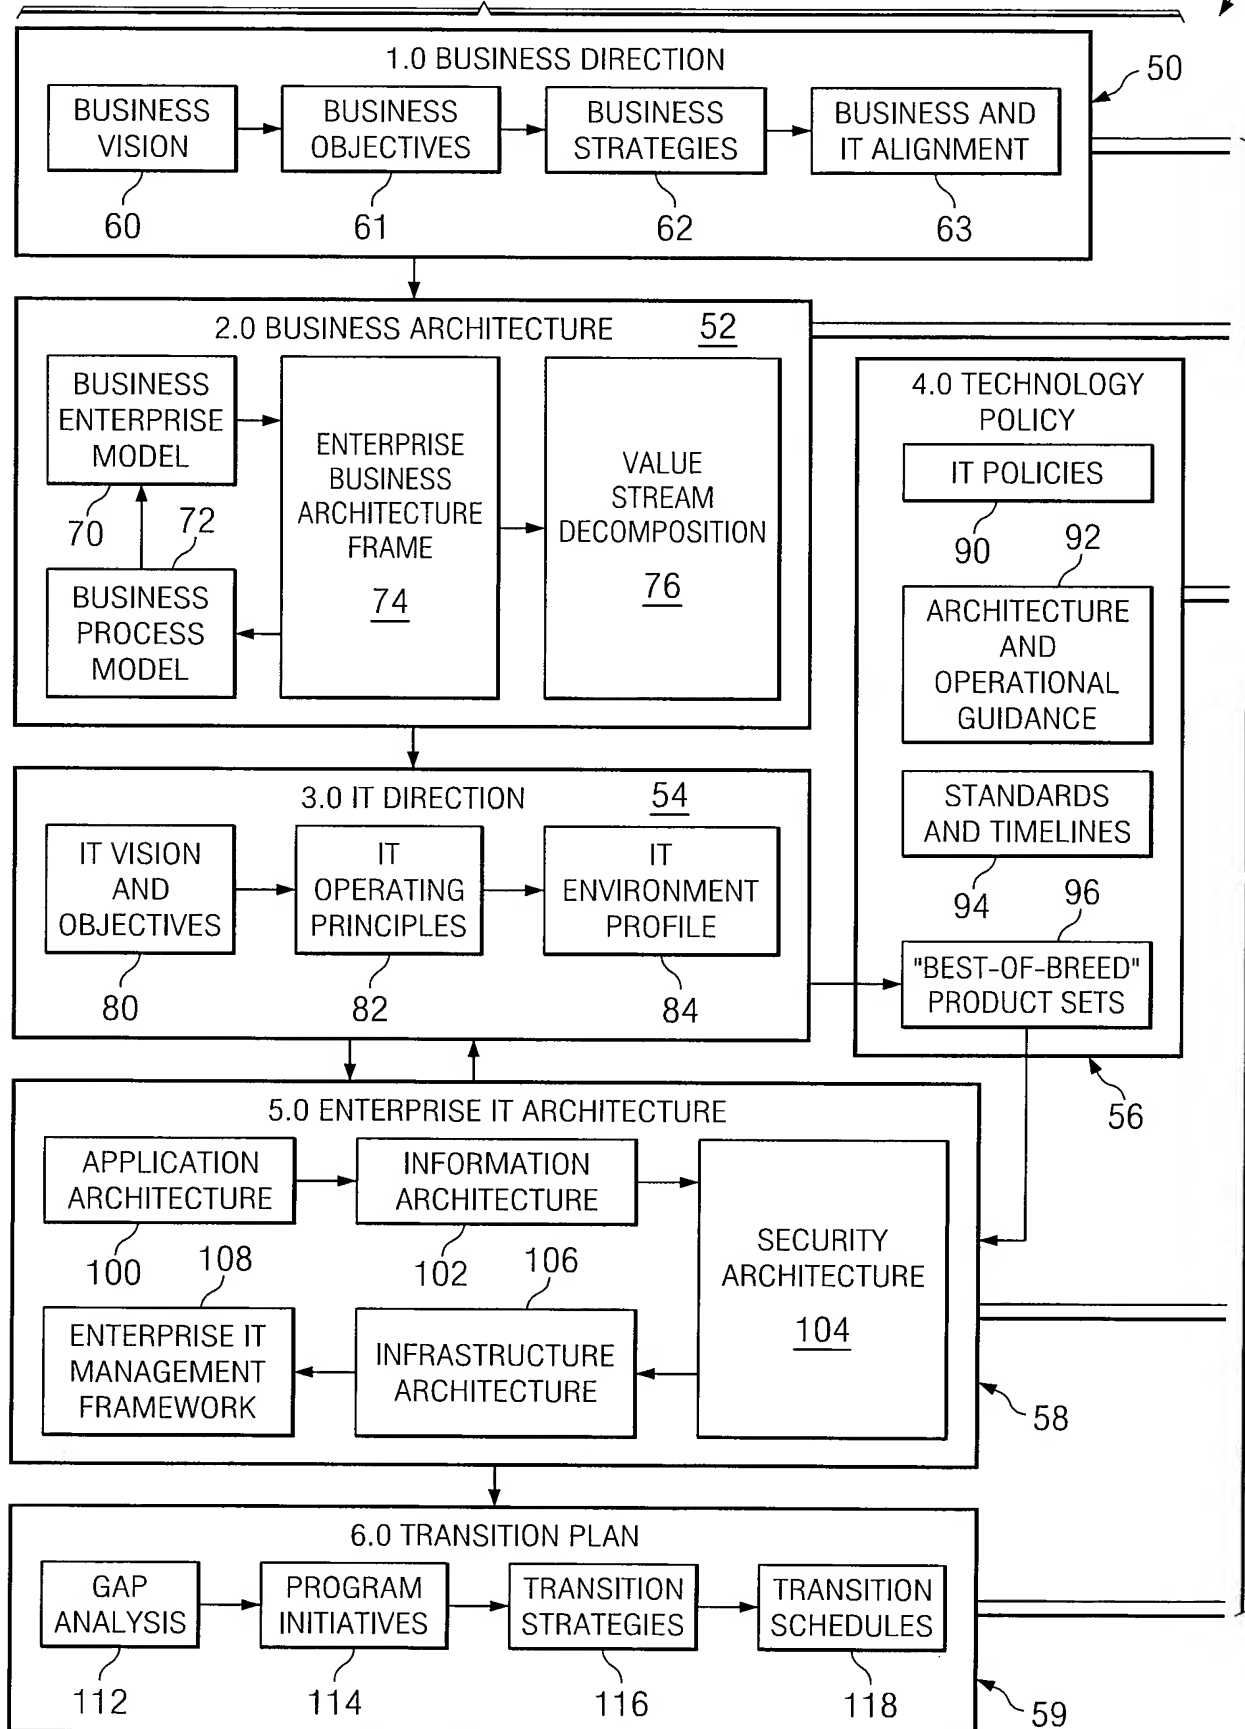 1.0 BUSINESS DIRECTION
50
BUSINESS
VISION
BUSINESS
OBJECTIVES
BUSINESS
STRATEGIES
BUSINESS AND
IT ALIGNMENT
60
61
62
63
2.0 BUSINESS ARCHITECTURE
52
BUSINESS
ENTERPRISE
MODEL
70
72
BUSINESS
PROCESS
MODEL
ENTERPRISE
BUSINESS
ARCHITECTURE
FRAME
74
VALUE
STREAM
DECOMPOSITION
76
4.0 TECHNOLOGY
POLICY
IT POLICIES
90
92
ARCHITECTURE
AND
OPERATIONAL
GUIDANCE
STANDARDS
AND TIMELINES
94
96
"BEST-OF-BREED"
PRODUCT SETS
56
3.0 IT DIRECTION
54
IT VISION
AND
OBJECTIVES
IT
OPERATING
PRINCIPLES
IT
ENVIRONMENT
PROFILE
80
82
84
5.0 ENTERPRISE IT ARCHITECTURE
APPLICATION
ARCHITECTURE
INFORMATION
ARCHITECTURE
SECURITY
ARCHITECTURE
104
100
108
102
106
ENTERPRISE IT
MANAGEMENT
FRAMEWORK
INFRASTRUCTURE
ARCHITECTURE
58
6.0 TRANSITION PLAN
GAP
ANALYSIS
PROGRAM
INITIATIVES
TRANSITION
STRATEGIES
TRANSITION
SCHEDULES
112
114
116
118
59